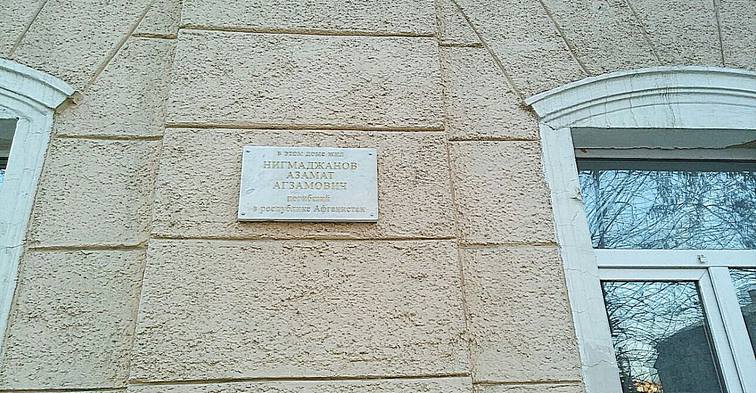 в этом доме жил
НИГМАДЖАНОВ
АЗАМАТ
АГЗАМОВИЧ
погибший
в республике Афганистан